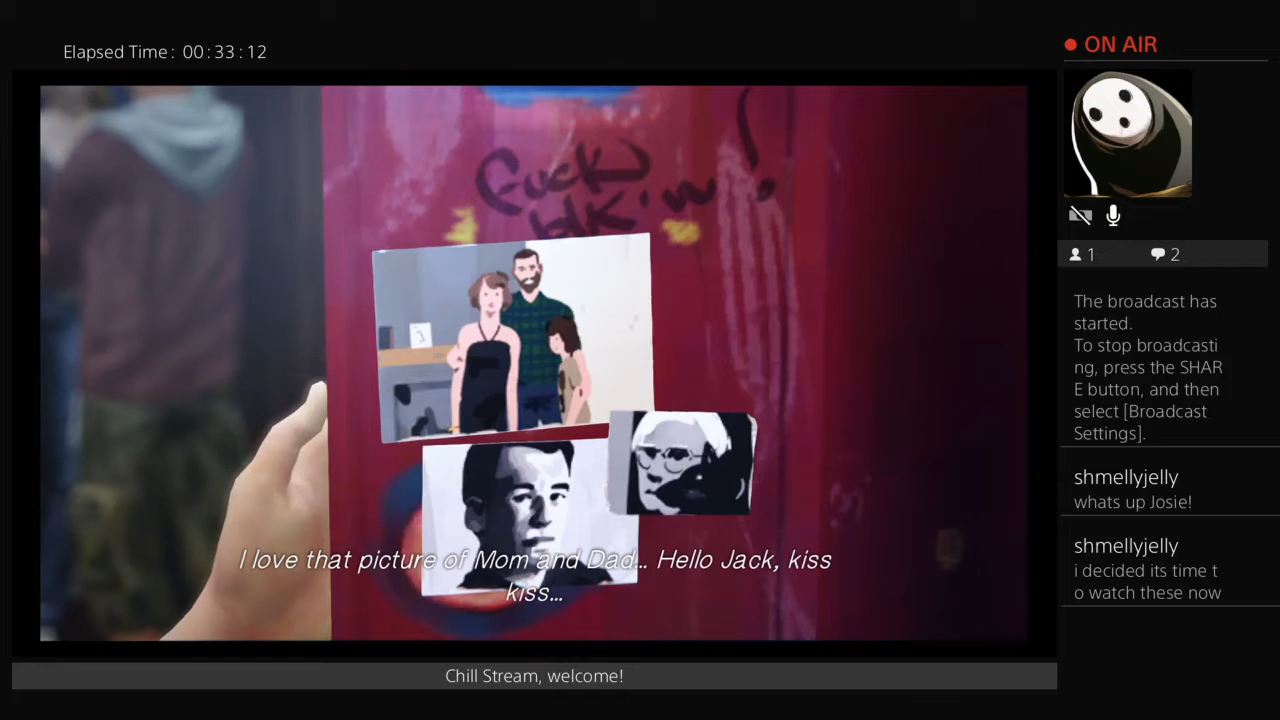 Elapsed Time: 00:33:12
ON AIR
1
2
The broadcast has
started.
To stop broadcasti
ng, press the SHAR
E button, and then
select [Broadcast
Settings].
shmellyjelly
whats up Josie!
shmellyjelly
i decided its time t
o watch these now
Fuck
!
I love that picture of Mom and Dad... Hello Jack, kiss
kiss...
Chill Stream, welcome!